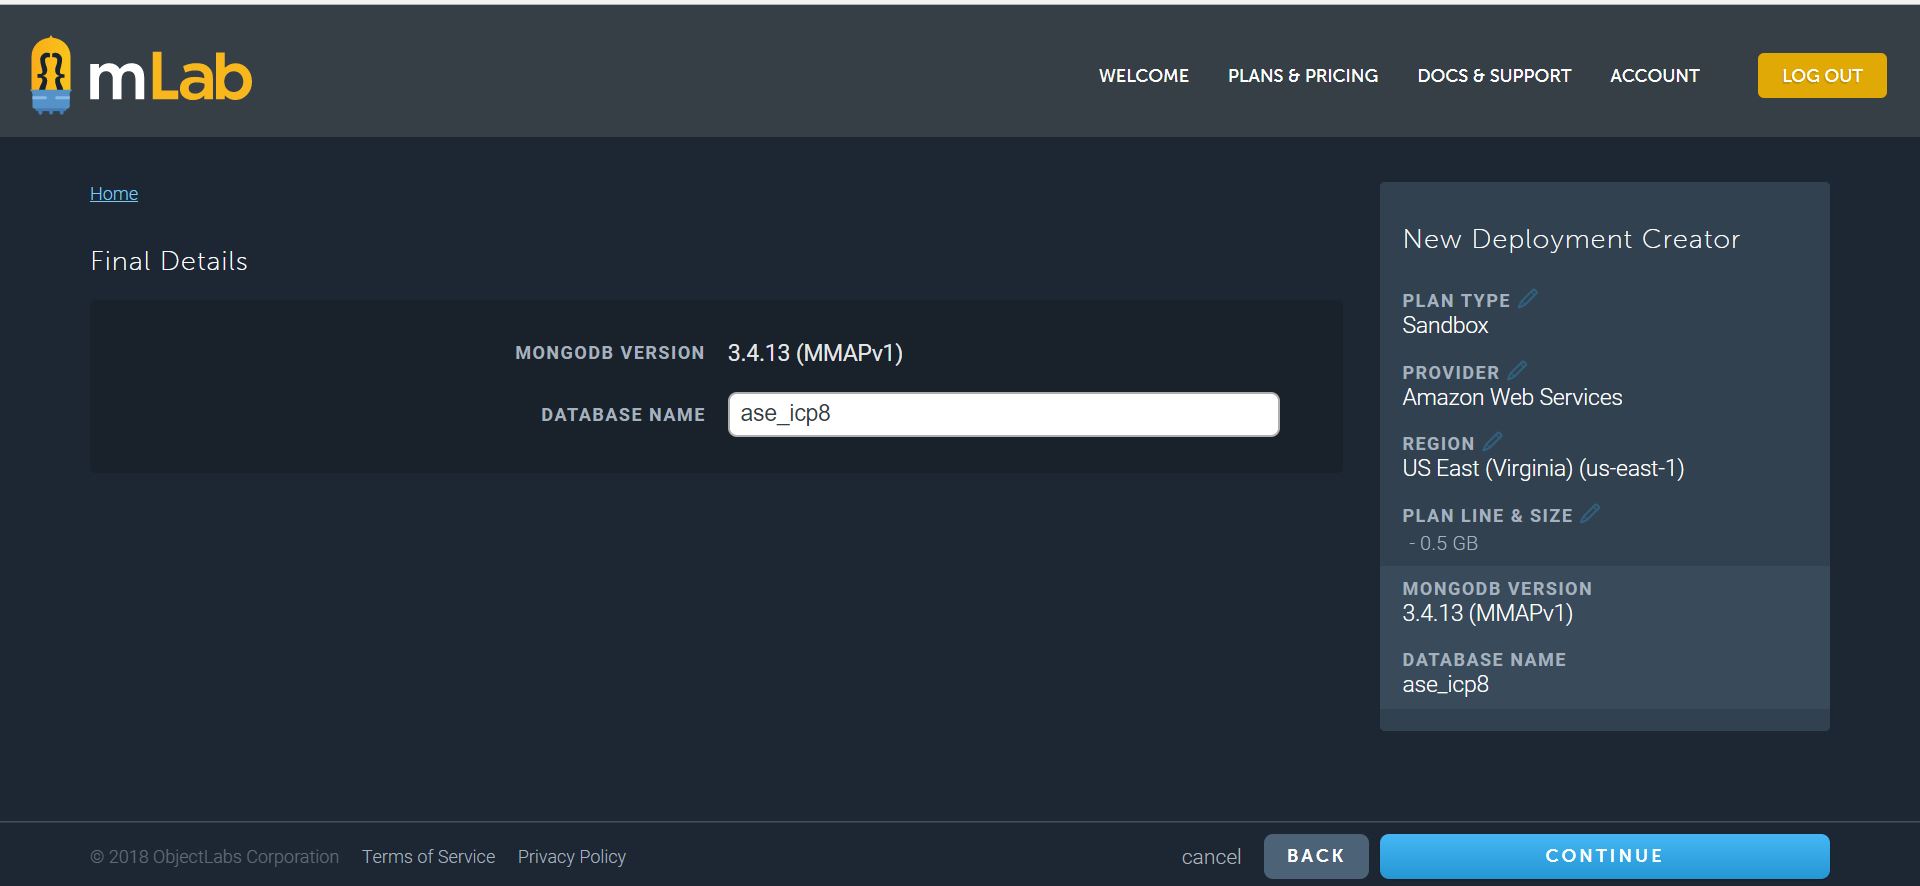 mLab
WELCOME
PLANS & PRICING
DOCS & SUPPORT
ACCOUNT
LOG OUT
Home
Final Details
MONGODB VERSION 3.4.13 (MMAPv1)
DATABASE NAME ase_icp8
New Deployment Creator
PLAN TYPE
Sandbox
PROVIDER
Amazon Web Services
REGION
US East (Virginia) (us-east-1)
PLAN LINE & SIZE
- 0.5 GB
MONGODB VERSION
3.4.13 (MMAPv1)
DATABASE NAME
ase_icp8
© 2018 ObjectLabs Corporation
Terms of Service
Privacy Policy
cancel
BACK
CONTINUE